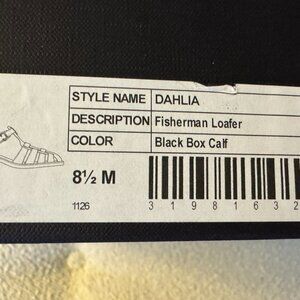 STYLE NAME DAHLIA
DESCRIPTION Fisherman Loafer
COLOR Black Box Calf
8½ M
1126
3 1 9 8 1 6 3 2